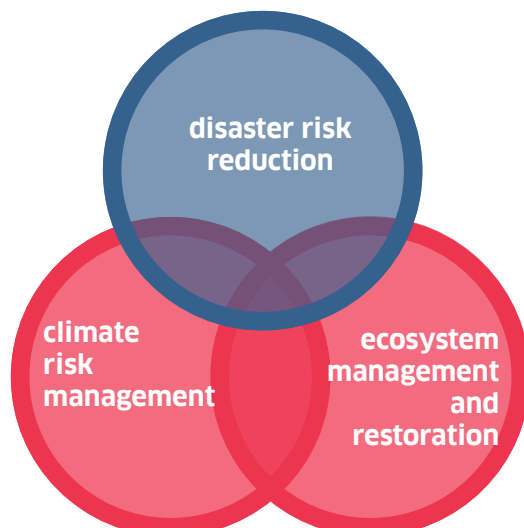 disaster risk
reduction
climate
risk
management
ecosystem
management
and
restoration